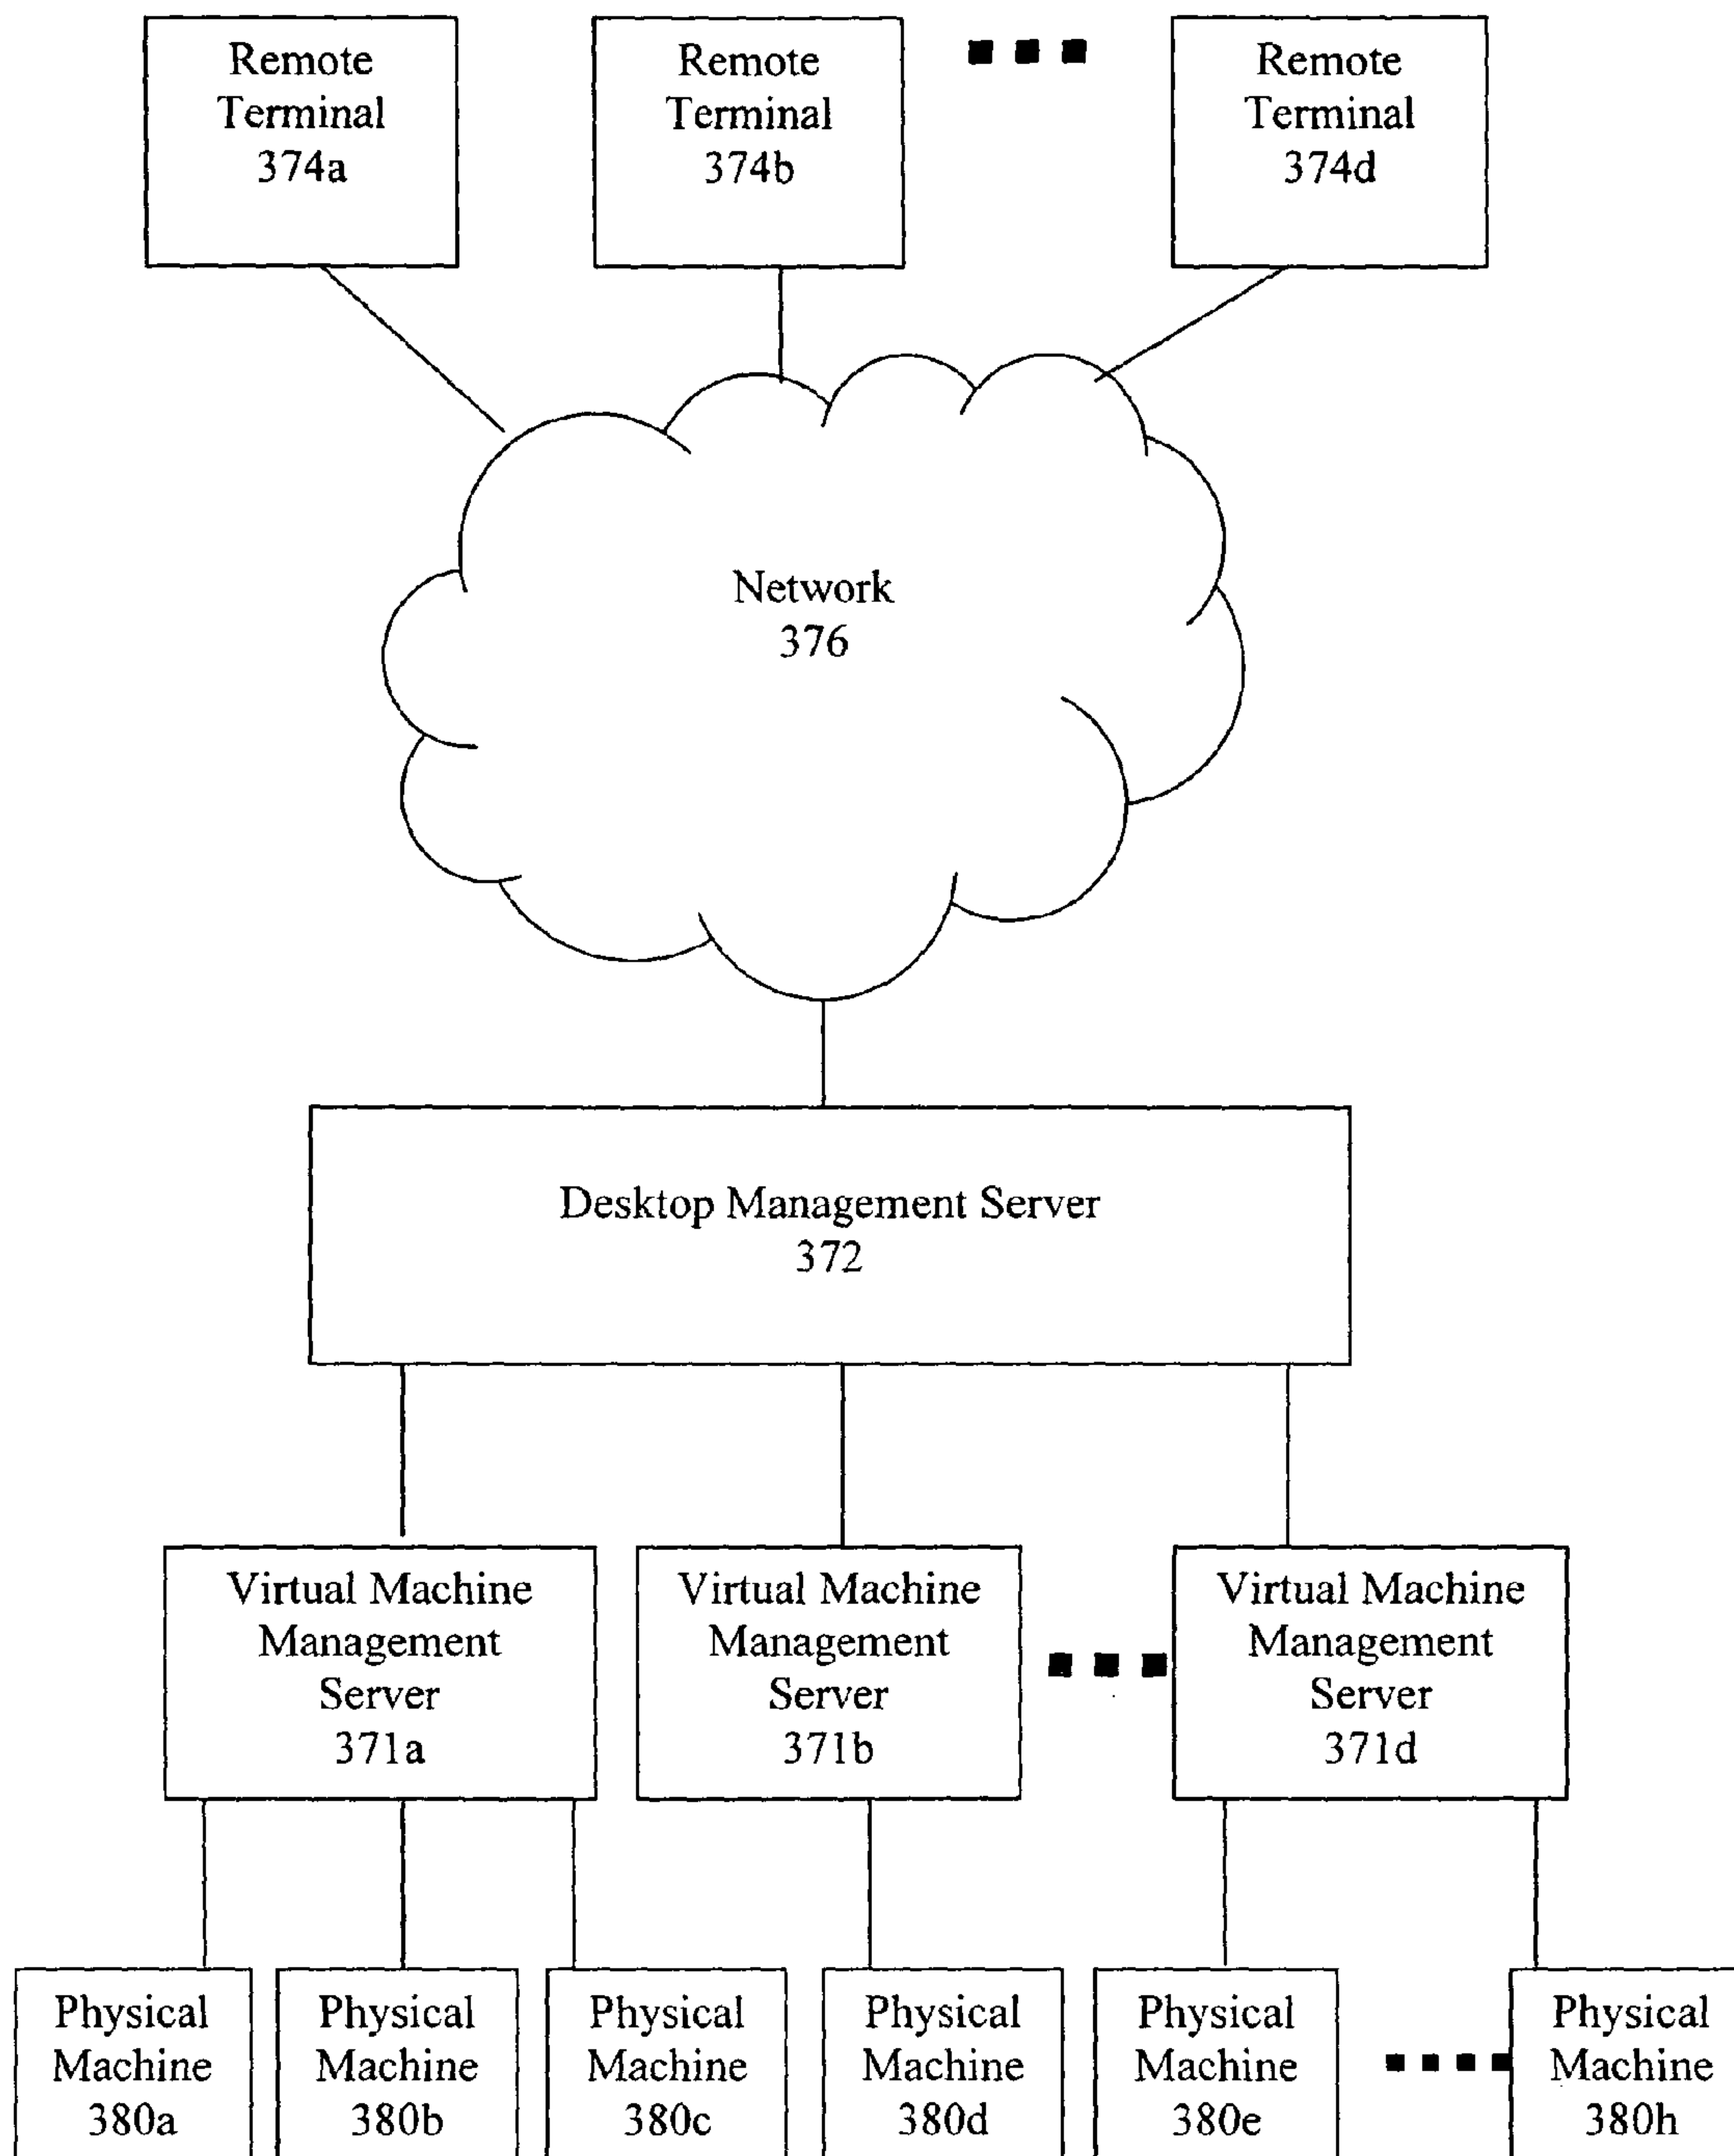 Remote
Terminal
374a
Remote
Terminal
374b
Remote
Terminal
374d
Network
376
Desktop Management Server
372
Virtual Machine
Management
Server
371a
Virtual Machine
Management
Server
371b
Virtual Machine
Management
Server
371d
Physical
Machine
380a
Physical
Machine
380b
Physical
Machine
380c
Physical
Machine
380d
Physical
Machine
380e
Physical
Machine
380h